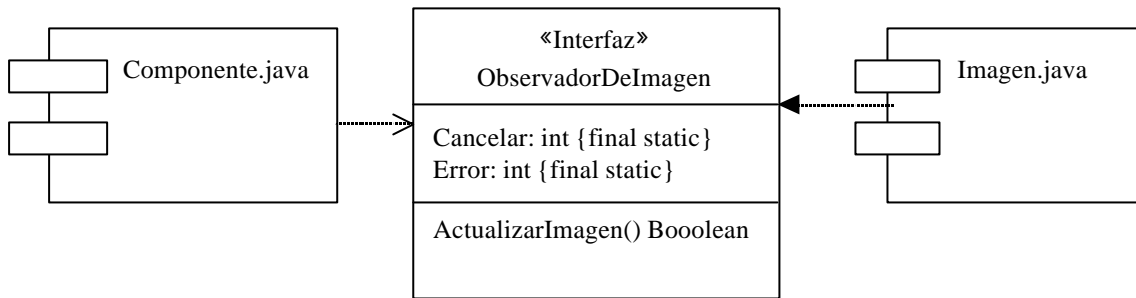 Componente.java
«Interfaz»
ObservadorDeImagen
Cancelar: int {final static}
Error: int {final static}
ActualizarImagen() Booolean
Imagen.java